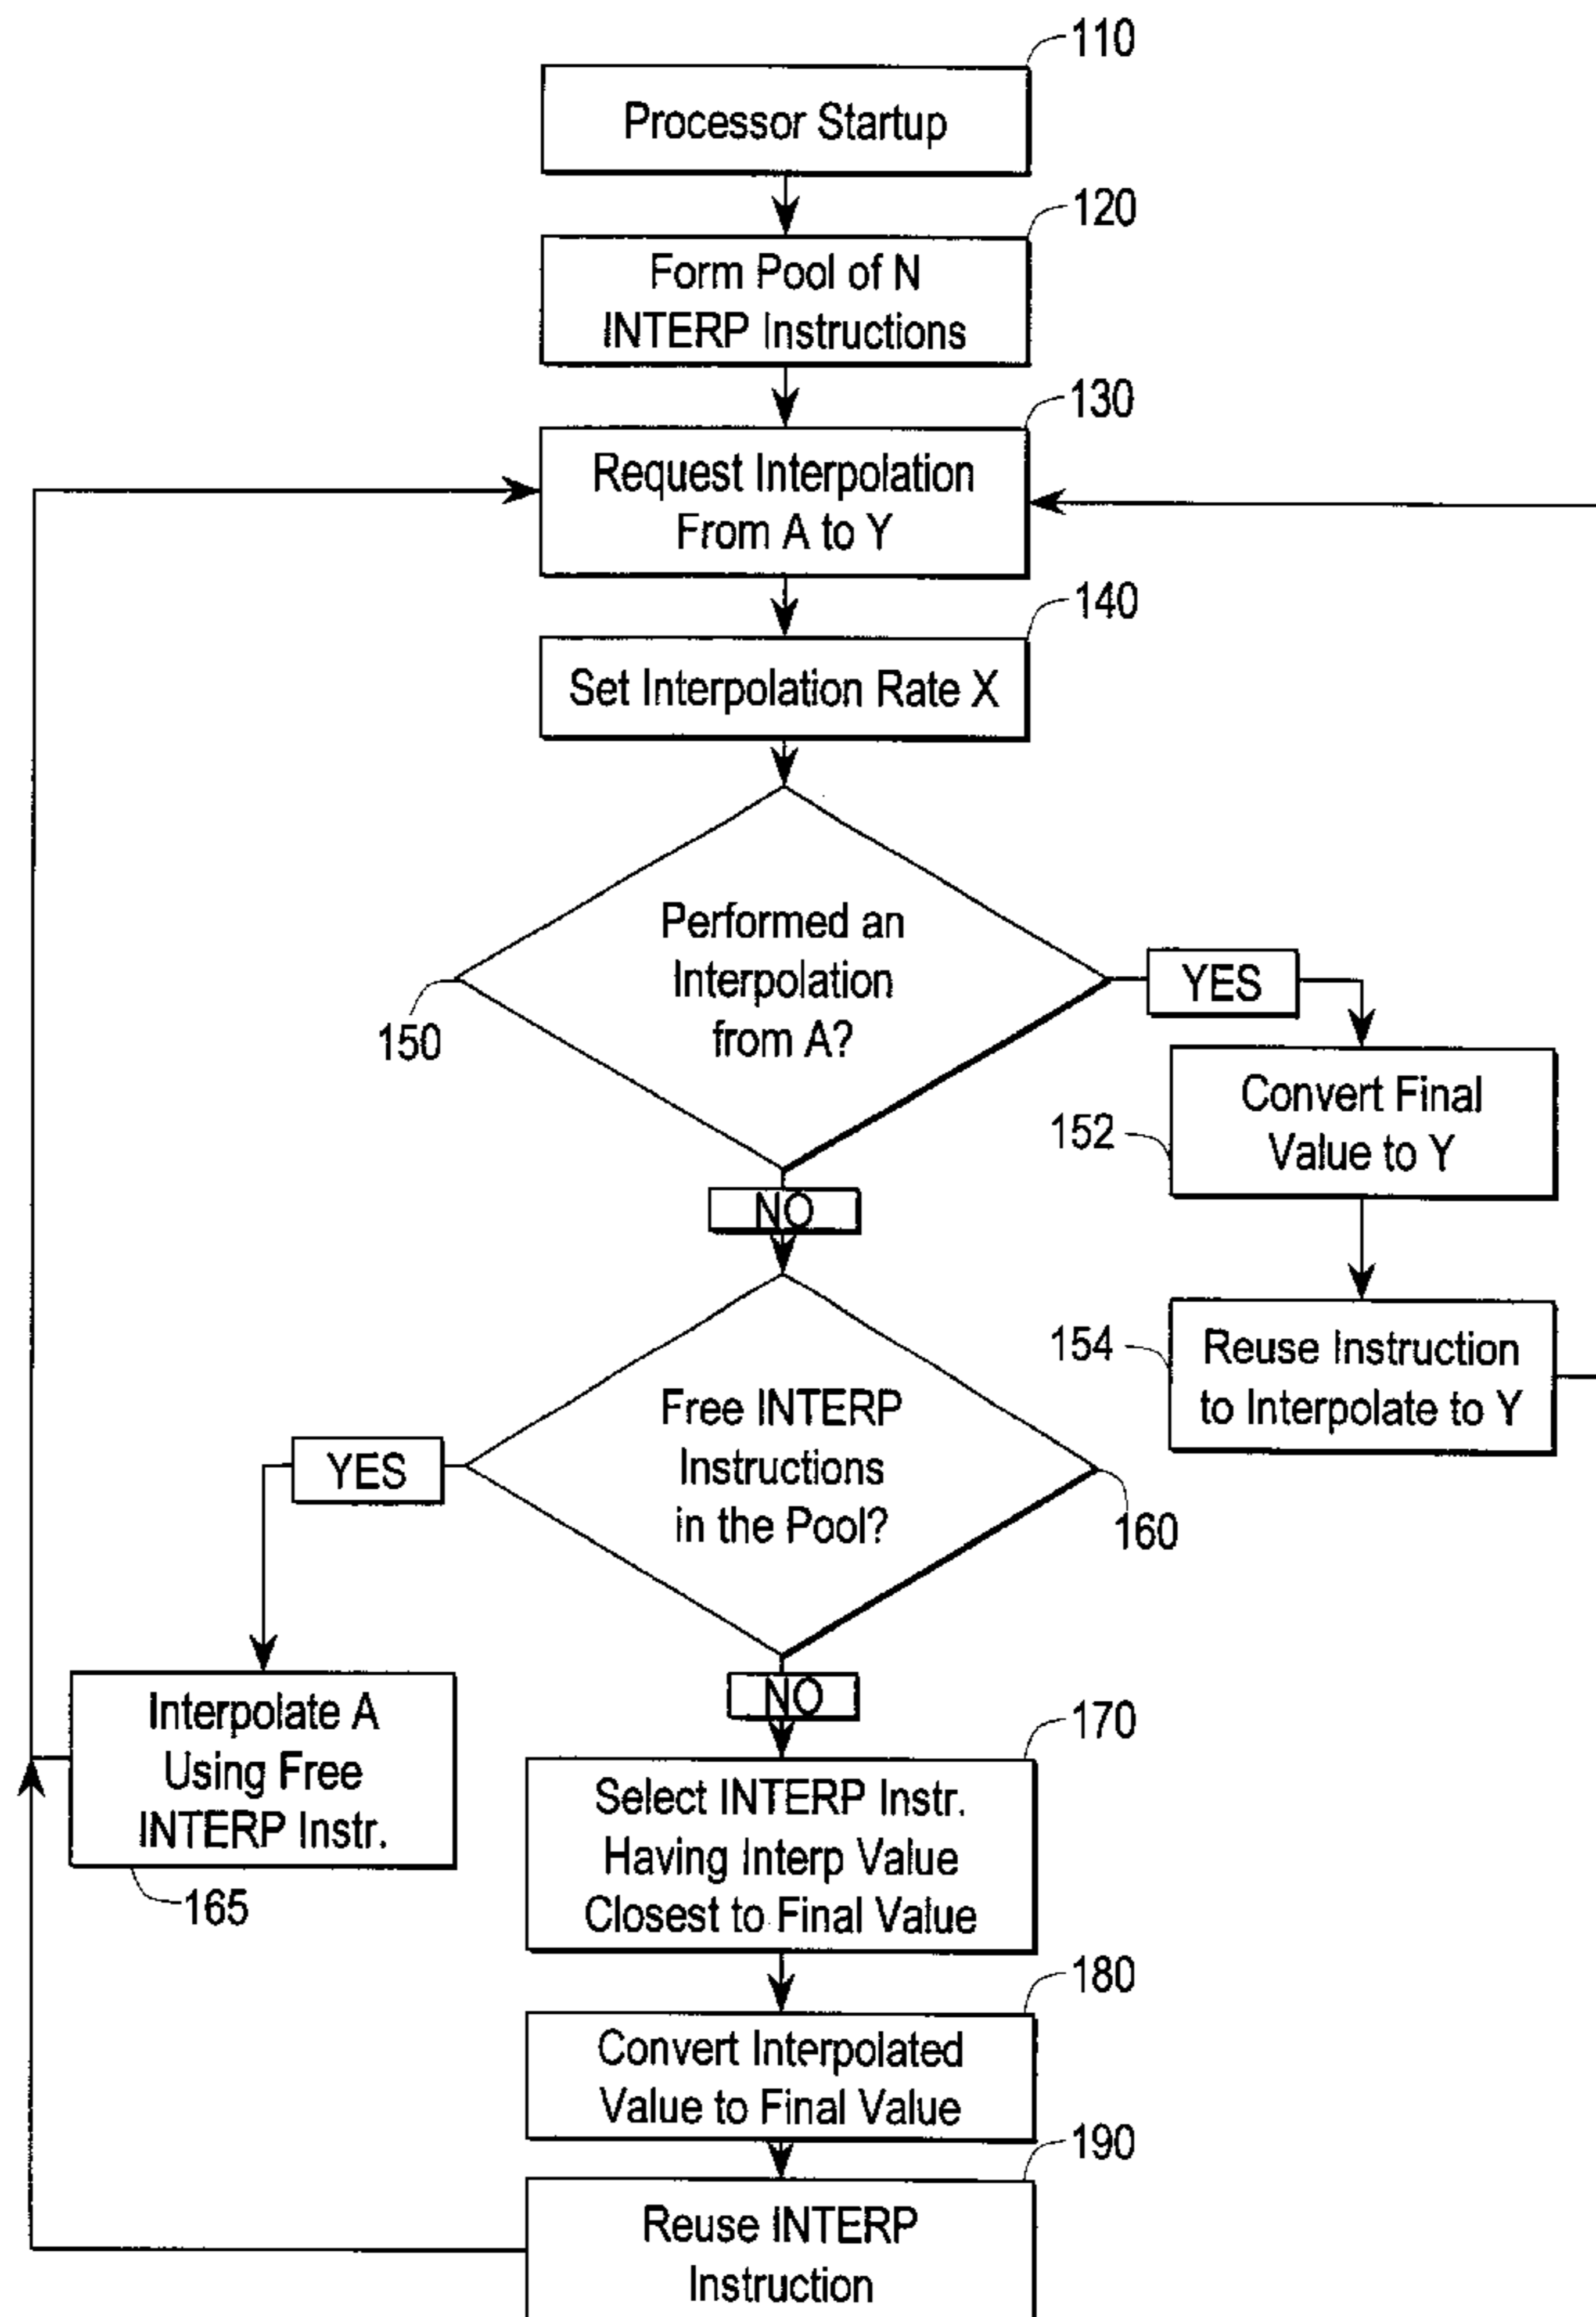 110
Processor Startup
120
Form Pool of N
INTERP Instructions
130
Request Interpolation
From A to Y
140
Set Interpolation Rate X
Performed an
Interpolation
from A?
150
YES
Convert Final
Value to Y
152
NO
Reuse Instruction
to Interpolate to Y
154
Free INTERP
Instructions
in the Pool?
160
YES
NO
Interpolate A
Using Free
INTERP Instr.
165
170
Select INTERP Instr.
Having Interp Value
Closest to Final Value
180
Convert Interpolated
Value to Final Value
190
Reuse INTERP
Instruction